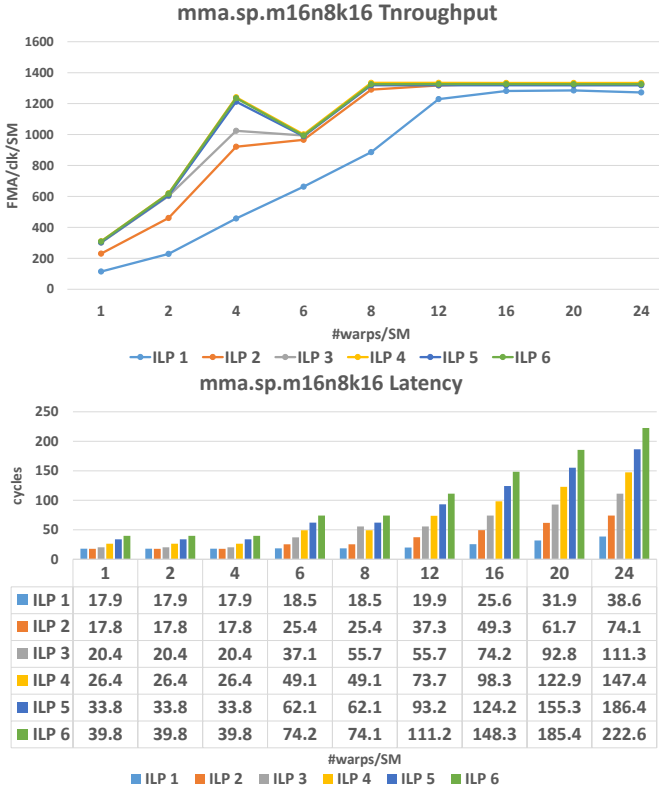 mma.sp.m16n8k16 Tnroughput
1600
1400
1200
1000
800
600
400
200
0
FMA/dk/SM
1 2 4 6 8 12 16 20 24
#warps/SM
ILP 1 ILP 2 ILP 3 ILP 4 ILP 5 ILP 6
mma.sp.m16n8k16 Latency
250
200
150
100
50
0
cycles
1 2 4 6 8 12 16 20 24
ILP 1 17.9 17.9 17.9 18.5 18.5 19.9 25.6 31.9 38.6
ILP 2 17.8 17.8 17.8 25.4 25.4 37.3 49.3 61.7 74.1
ILP 3 20.4 20.4 20.4 37.1 55.7 55.7 74.2 92.8 111.3
ILP 4 26.4 26.4 26.4 49.1 49.1 73.7 98.3 122.9 147.4
ILP 5 33.8 33.8 33.8 62.1 62.1 93.2 124.2 155.3 186.4
ILP 6 39.8 39.8 39.8 74.2 74.1 111.2 148.3 185.4 222.6
#warps/SM
ILP 1 ILP 2 ILP 3 ILP 4 ILP 5 ILP 6